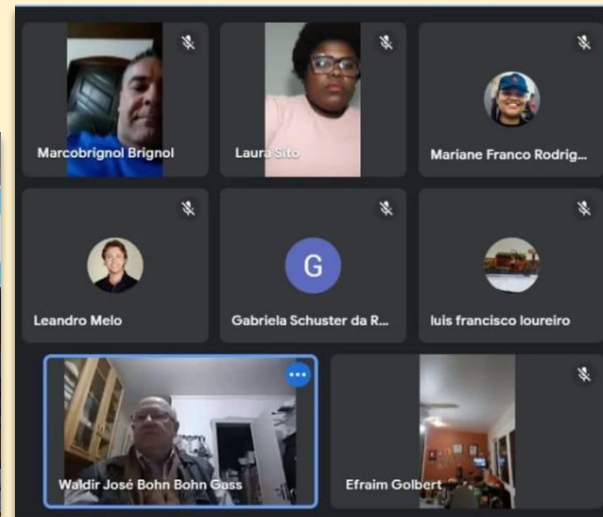 Marcobrignol Brignol
Laura Sito
Mariane Franco Rodrig...
Leandro Melo
G
Gabriela Schuster da R...
luis francisco loureiro
Waldir José Bohn Bohn Gass
Efraim Golbert